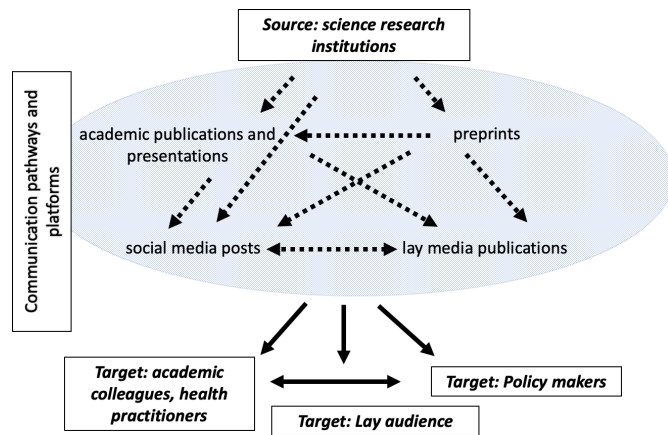 Source: science research
institutions
Communication pathways and
platforms
academic publications and
presentations
preprints
social media posts
lay media publications
Target: academic
colleagues, health
practitioners
Target: Policy makers
Target: Lay audience